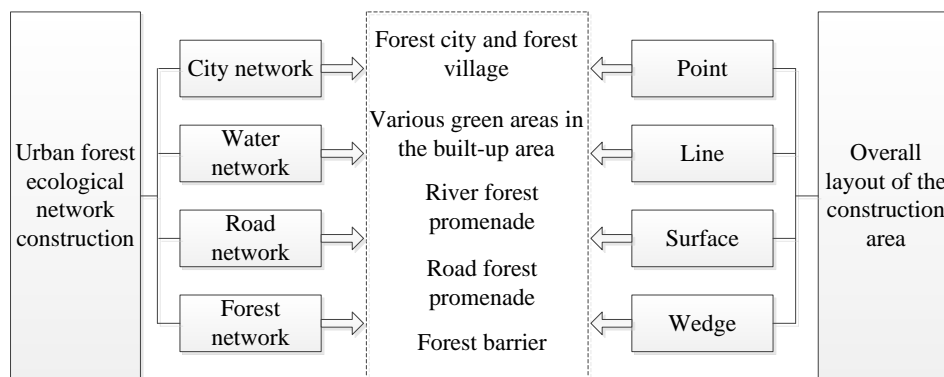 Urban forest
ecological
network
construction
City network
Water
network
Road
network
Forest
network
Forest city and forest
village
Various green areas in
the built-up area
River forest
promenade
Road forest
promenade
Forest barrier
Point
Line
Surface
Wedge
Overall
layout of the
construction
area